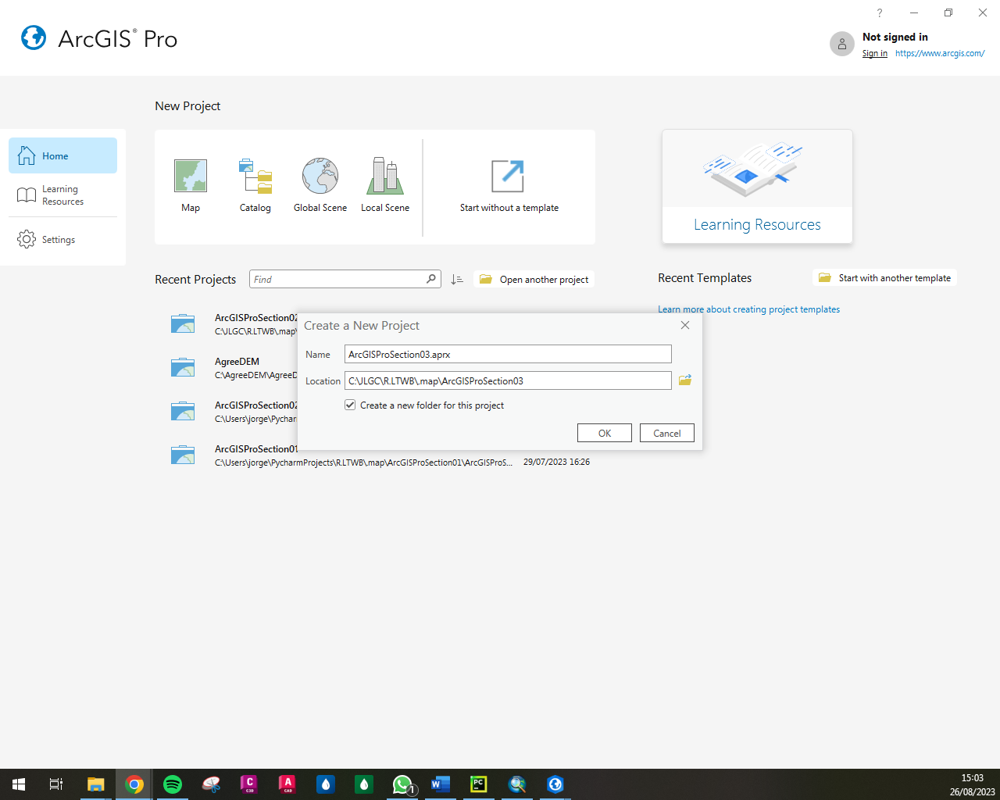 ?
ArcGIS® Pro
Not signed in
Sign in https://www.arcgis.com/
New Project
Home
Learning
Resources
Settings
Map
Catalog
Global Scene
Local Scene
Start without a template
Learning Resources
Recent Projects
Find
Open another project
Recent Templates
Start with another template
Learn more about creating project templates
ArcGISProSection02
C:\JLGC\R.LTWB\.map\
AgreeDEM
C:\AgreeDEM\AgreeD
ArcGISProSection02
C:\Users\jorge\Pychar
ArcGISProSection01
C:\Users\jorge\PycharmProjects\R.LTWB\.map\ArcGISProSection01\ArcGISProS...
29/07/2023 16:26
Create a New Project
Name
ArcGISProSection03.aprx
Location
C:\JLGC\R.LTWB\.map\ArcGISProSection03
Create a new folder for this project
OK
Cancel
C
C3D
A
CAD
1
W
PC
15:03
26/08/2023